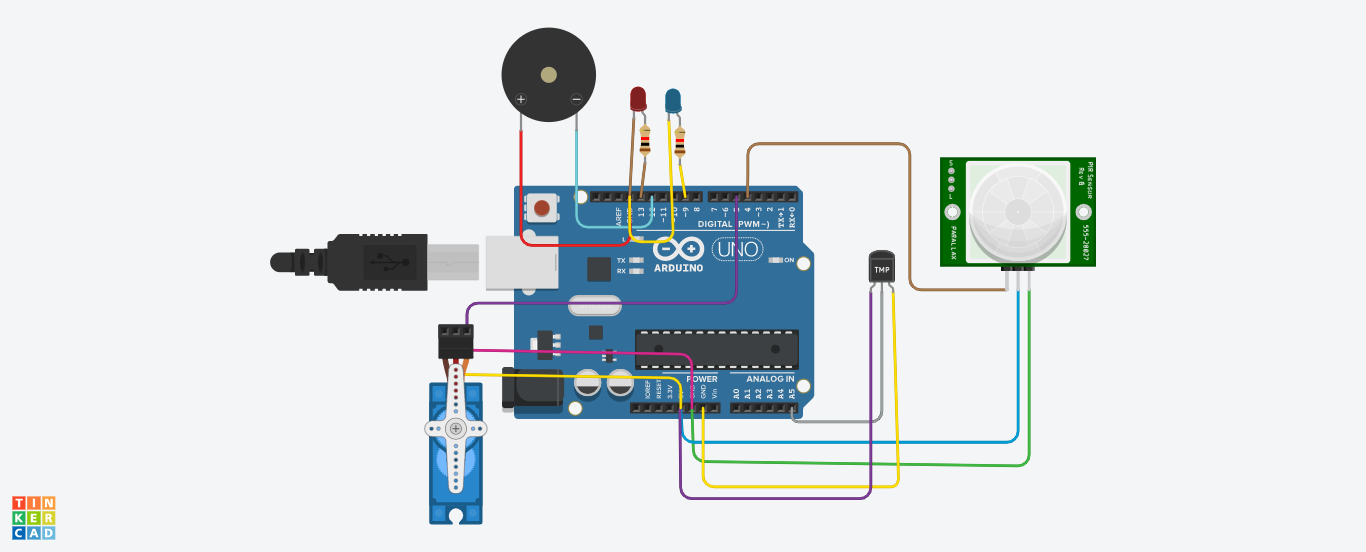 + −
AREF
GND
13
12
~11
~10
~9
8
7
~6
~5
4
~3
2
TX→1
RX←0
DIGITAL (PWM~)
L
TX
RX
ARDUINO
UNO
ON
POWER
ANALOG IN
IOREF
RESET
3.3V
5V
GND
GND
Vin
A0
A1
A2
A3
A4
A5
TMP
S
L
PIR Sensor
Rev B
555-28027
PARALLAX
TIN
KER
CAD